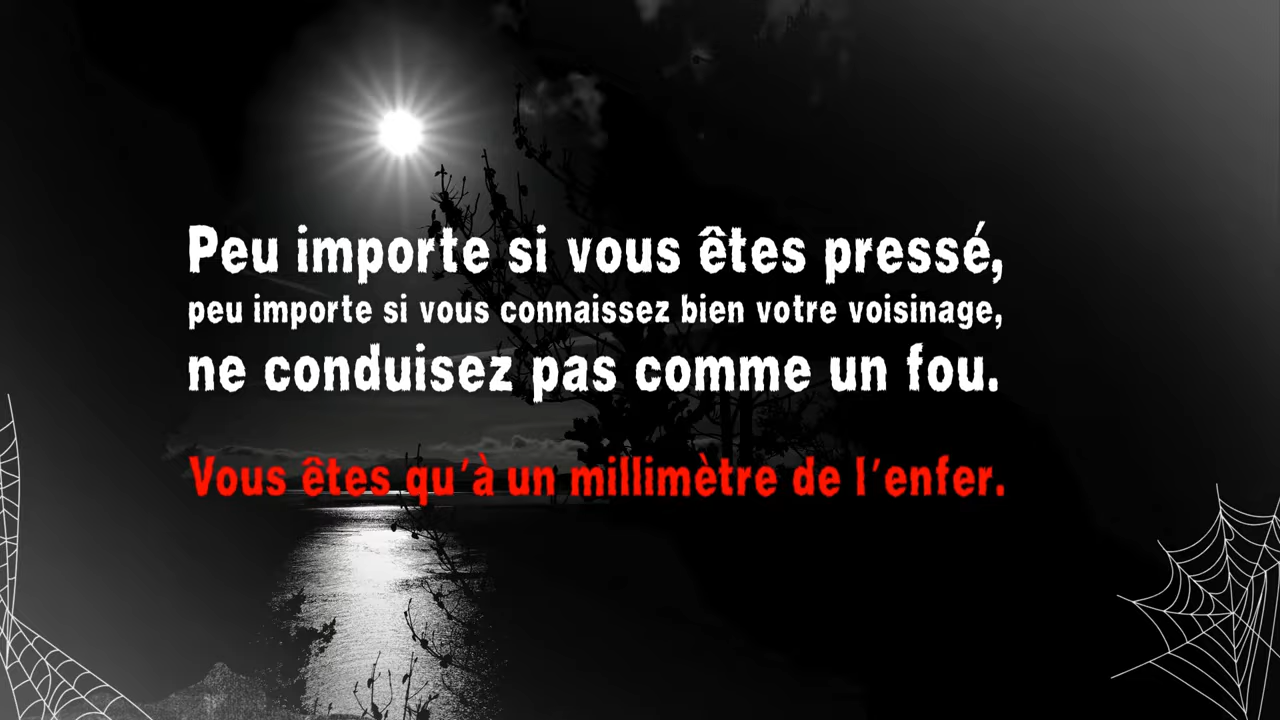 Peu importe si vous êtes pressé,
peu importe si vous connaissez bien votre voisinage,
ne conduisez pas comme un fou.
Vous êtes qu'à un millimètre de l'enfer.